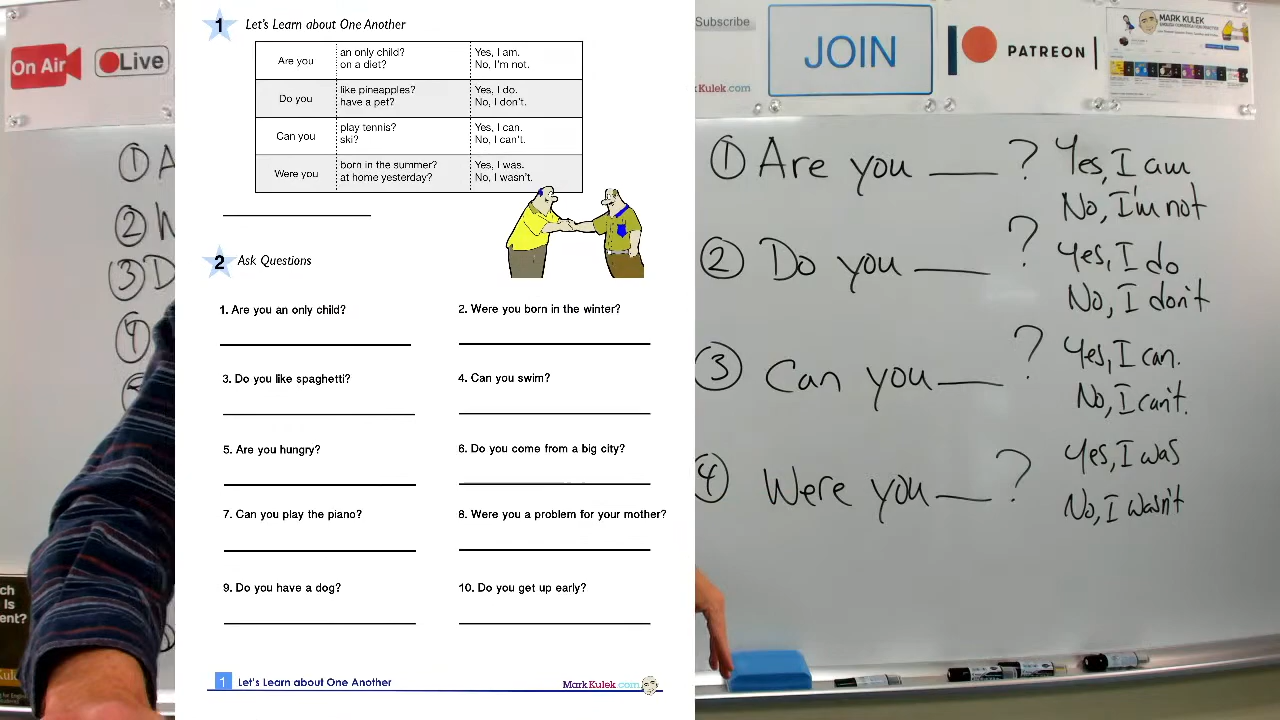 On Air
Live
① A
②
③ D
④
1 Let's Learn about One Another
Are you
an only child?
on a diet?
Yes, I am.
No, I'm not.
Do you
like pineapples?
have a pet?
Yes, I do.
No, I don't.
Can you
play tennis?
ski?
Yes, I can.
No, I can't.
Were you
born in the summer?
at home yesterday?
Yes, I was.
No, I wasn't.
2 Ask Questions
1. Are you an only child?
2. Were you born in the winter?
3. Do you like spaghetti?
4. Can you swim?
5. Are you hungry?
6. Do you come from a big city?
7. Can you play the piano?
8. Were you a problem for your mother?
9. Do you have a dog?
10. Do you get up early?
1 Let's Learn about One Another
MarkKulek.com
Subscribe
kKulek.com
JOIN
PATREON
MARK KULEK
① Are you ___ ? Yes, I am
No, I'm not
② Do you ___ ? Yes, I do
No, I don't
③ Can you ___ ? Yes, I can.
No, I can't.
④ Were you ___ ? Yes, I was
No, I wasn't